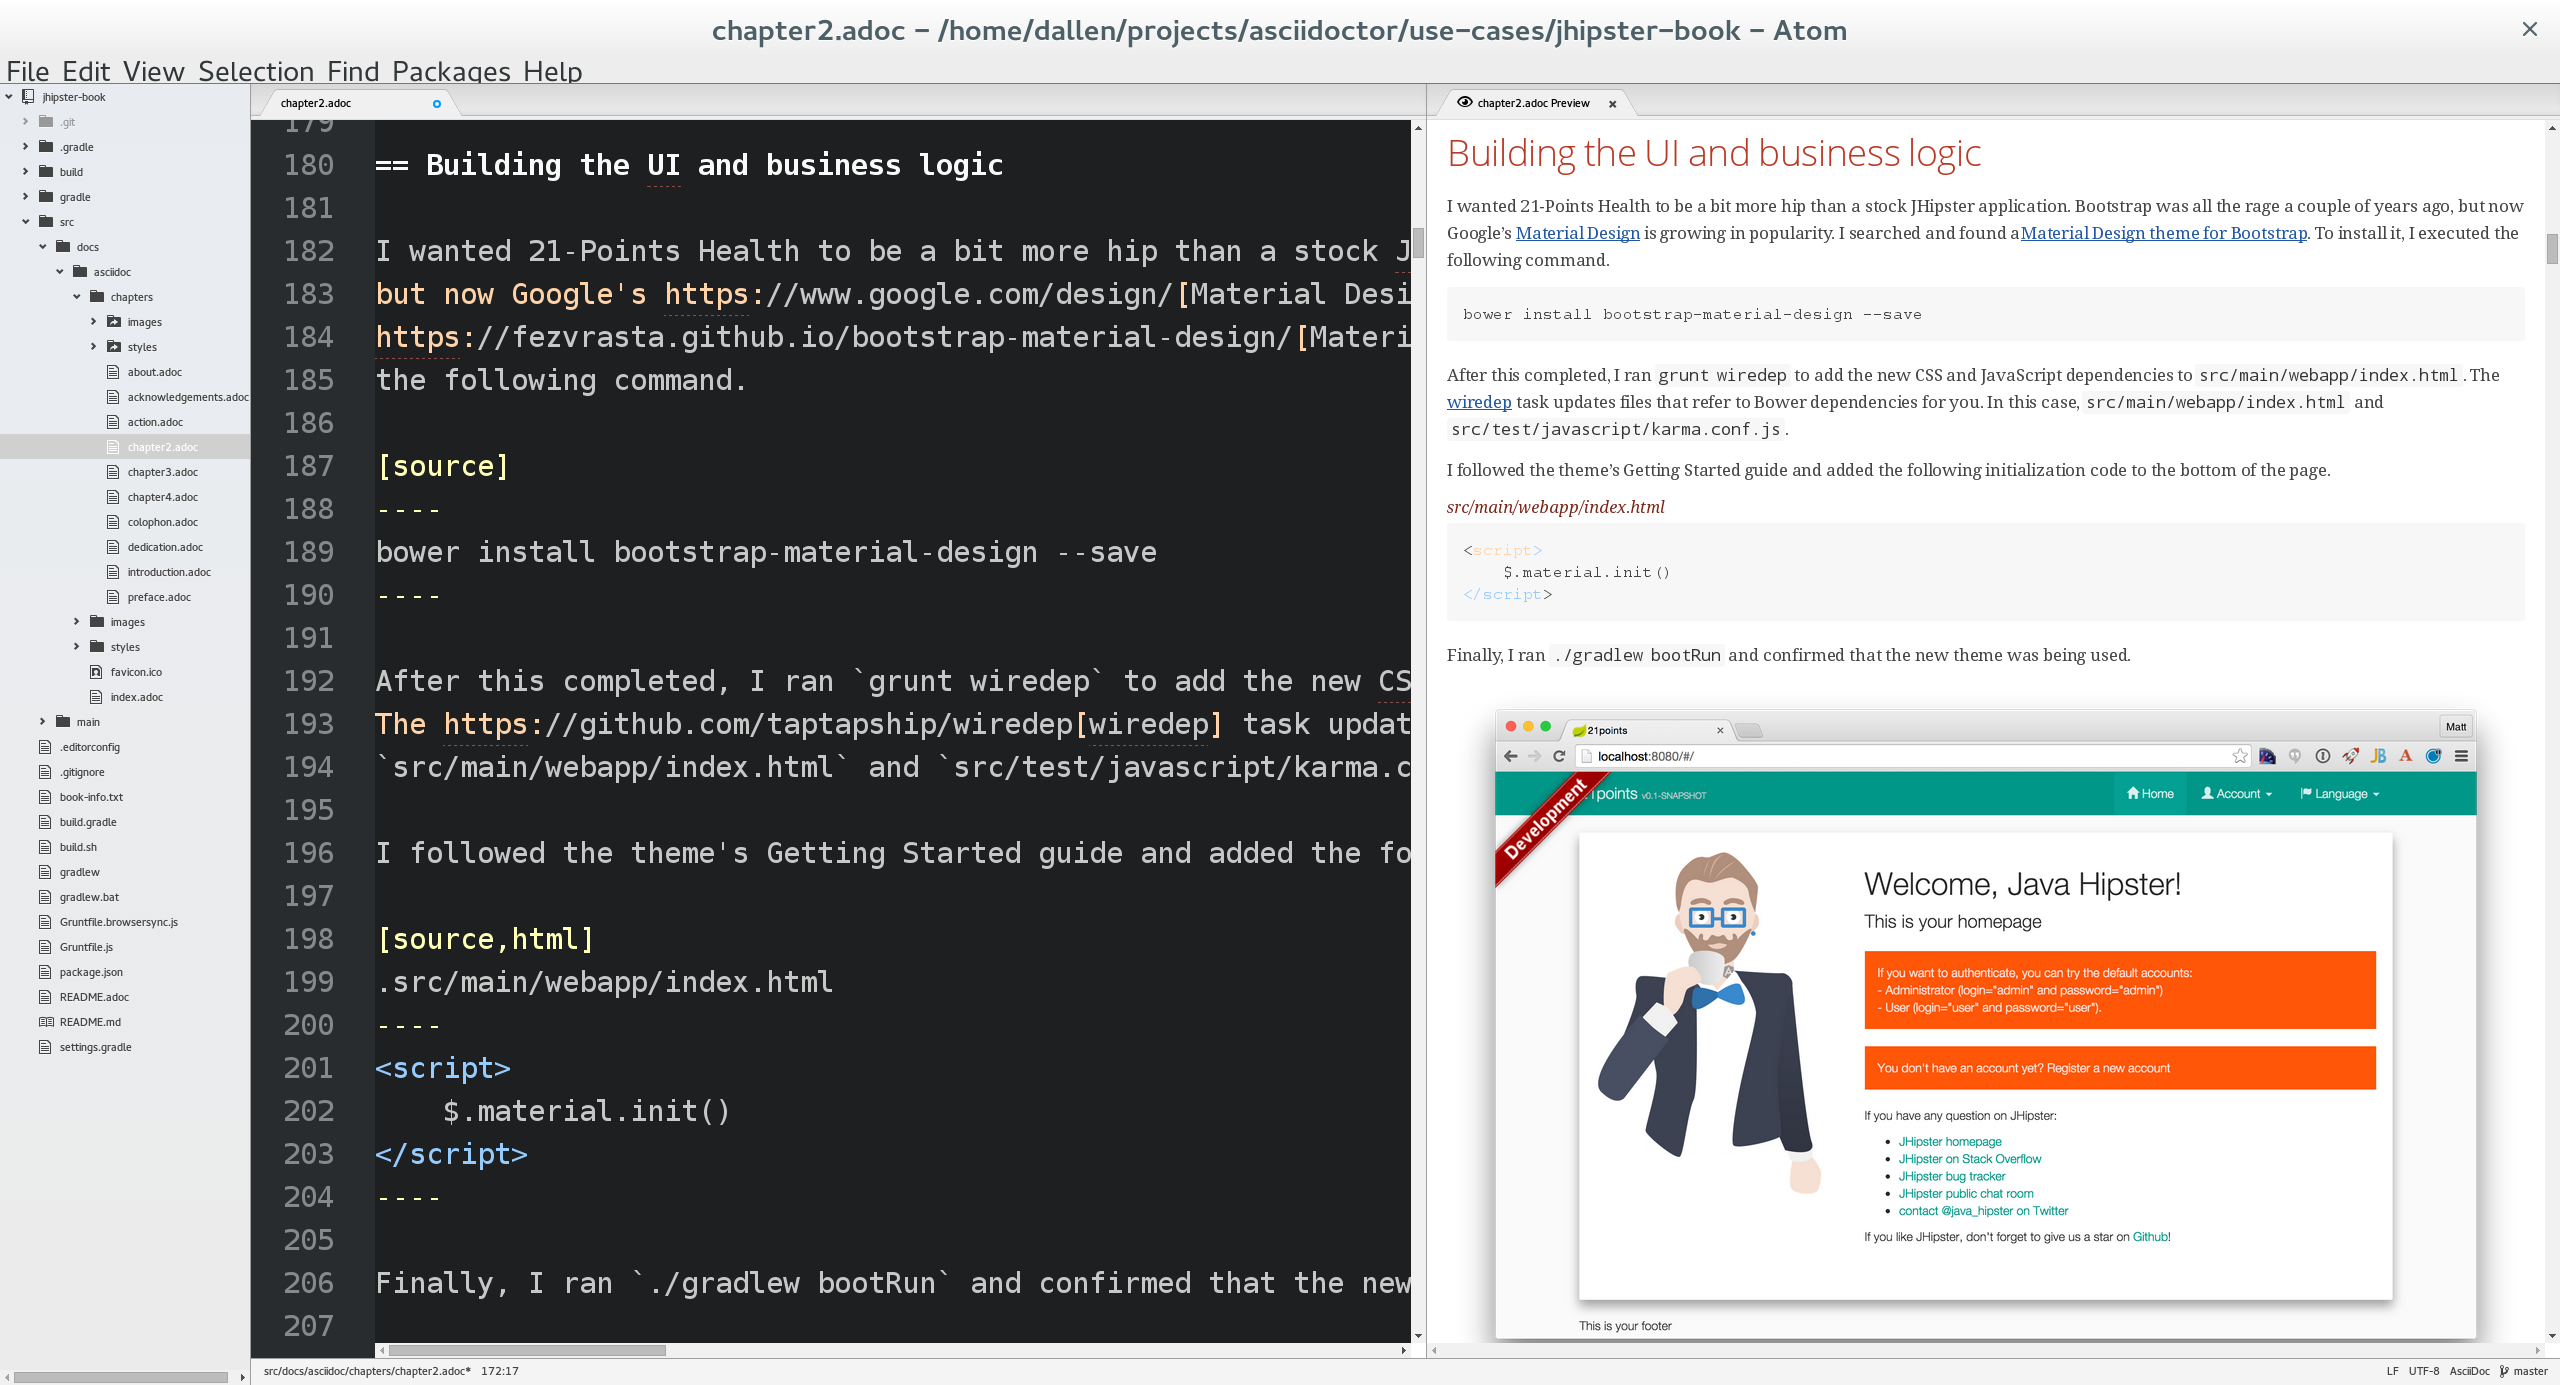 chapter2.adoc – /home/dallen/projects/asciidoctor/use-cases/jhipster-book – Atom
File Edit View Selection Find Packages Help
jhipster-book
.git
.gradle
build
gradle
src
docs
asciidoc
chapters
images
styles
about.adoc
acknowledgements.adoc
action.adoc
chapter2.adoc
chapter3.adoc
chapter4.adoc
colophon.adoc
dedication.adoc
introduction.adoc
preface.adoc
images
styles
favicon.ico
index.adoc
main
.editorconfig
.gitignore
book-info.txt
build.gradle
build.sh
gradlew
gradlew.bat
Gruntfile.browsersync.js
Gruntfile.js
package.json
README.adoc
README.md
settings.gradle
chapter2.adoc
179
180 == Building the UI and business logic
181
182 I wanted 21-Points Health to be a bit more hip than a stock J
183 but now Google's https://www.google.com/design/[Material Desi
184 https://fezvrasta.github.io/bootstrap-material-design/[Materi
185 the following command.
186
187 [source]
188 ----
189 bower install bootstrap-material-design --save
190 ----
191
192 After this completed, I ran `grunt wiredep` to add the new CS
193 The https://github.com/taptapship/wiredep[wiredep] task updat
194 `src/main/webapp/index.html` and `src/test/javascript/karma.c
195
196 I followed the theme's Getting Started guide and added the fo
197
198 [source,html]
199 .src/main/webapp/index.html
200 ----
201 <script>
202 $.material.init()
203 </script>
204 ----
205
206 Finally, I ran `./gradlew bootRun` and confirmed that the new
207
chapter2.adoc Preview
Building the UI and business logic
I wanted 21-Points Health to be a bit more hip than a stock JHipster application. Bootstrap was all the rage a couple of years ago, but now
Google’s Material Design is growing in popularity. I searched and found a Material Design theme for Bootstrap. To install it, I executed the
following command.
bower install bootstrap-material-design --save
After this completed, I ran grunt wiredep to add the new CSS and JavaScript dependencies to src/main/webapp/index.html. The
wiredep task updates files that refer to Bower dependencies for you. In this case, src/main/webapp/index.html and
src/test/javascript/karma.conf.js.
I followed the theme’s Getting Started guide and added the following initialization code to the bottom of the page.
src/main/webapp/index.html
<script>
$.material.init()
</script>
Finally, I ran ./gradlew bootRun and confirmed that the new theme was being used.
21points
Matt
localhost:8080/#/
JB A
Development
21points v0.1-SNAPSHOT
Home Account Language
Welcome, Java Hipster!
This is your homepage
If you want to authenticate, you can try the default accounts:
- Administrator (login="admin" and password="admin")
- User (login="user" and password="user").
You don't have an account yet? Register a new account
If you have any question on JHipster:
JHipster homepage
JHipster on Stack Overflow
JHipster bug tracker
JHipster public chat room
contact @java_hipster on Twitter
If you like JHipster, don't forget to give us a star on Github!
This is your footer
src/docs/asciidoc/chapters/chapter2.adoc* 172:17
LF UTF-8 AsciiDoc master